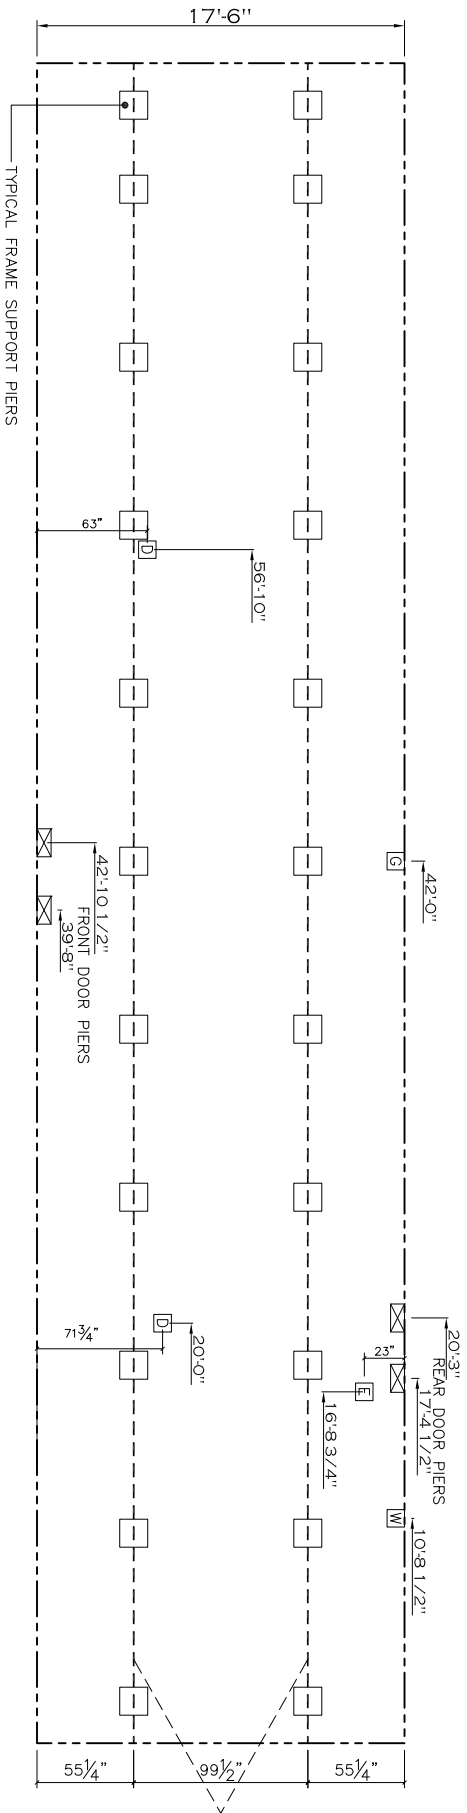 17'-6"
TYPICAL FRAME SUPPORT PIERS
63"
D
56'-10"
42'-10 1/2"
FRONT DOOR PIERS
39'-8"
G
42'-0"
71¾"
D
20'-0"
20'-3"
REAR DOOR PIERS
17'-4 1/2"
23"
E
16'-8 3/4"
W
10'-8 1/2"
55¼"
99½"
55¼"